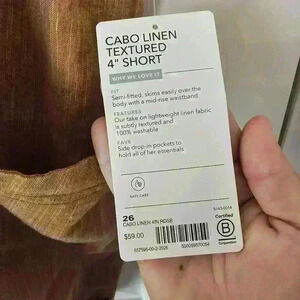 CABO LINEN
TEXTURED
4" SHORT
WHY WE LOVE IT
FIT
Semi-fitted, skims easily over the
body with a mid-rise waistband
FEATURES
Our take on lightweight linen fabric
is subtly textured and
100% washable
FAVE
Side drop-in pockets to
hold all of her essentials
EASY CARE
26
CABO LINEN 4IN RDSB
$59.00
Certified
B
Corporation